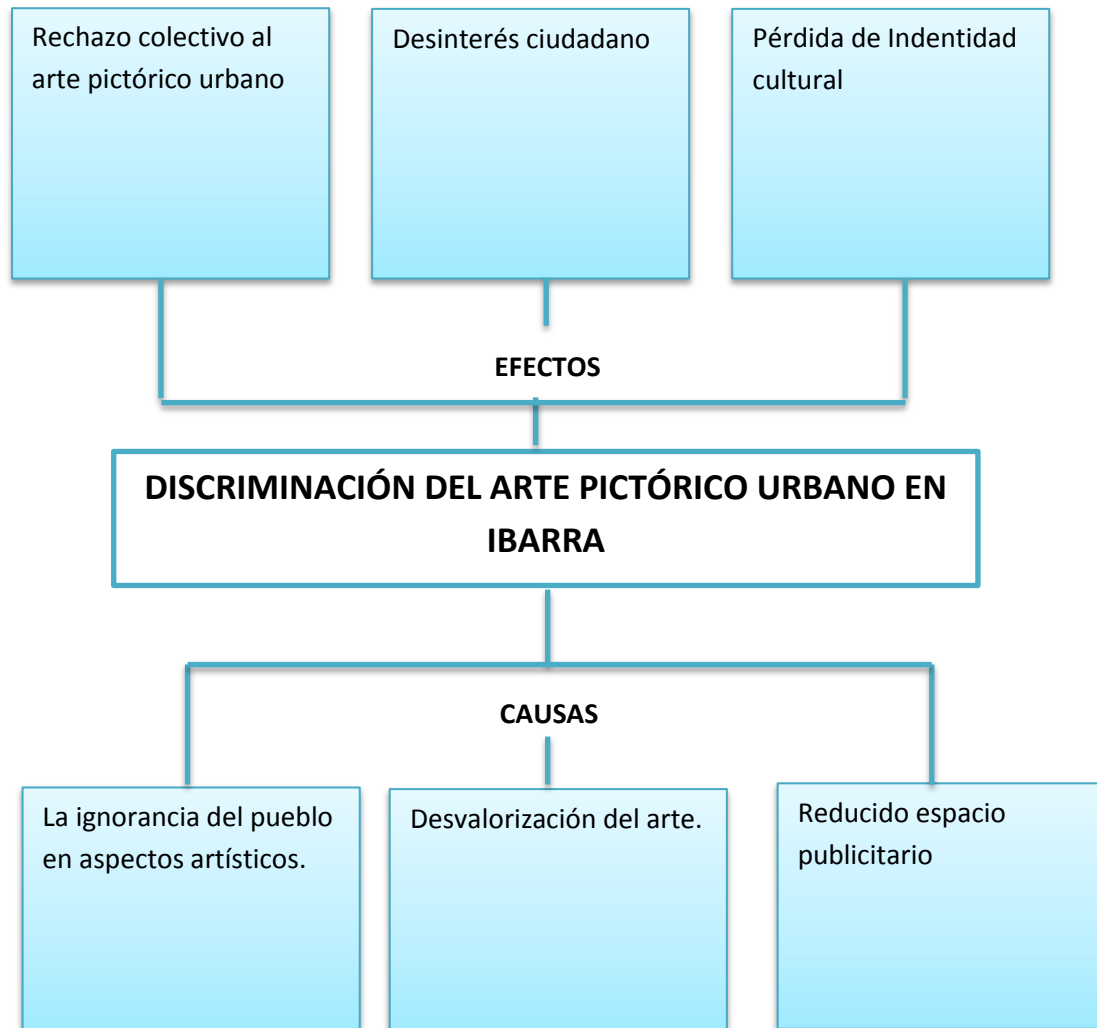 Rechazo colectivo al
arte pictórico urbano
Desinterés ciudadano
Pérdida de Indentidad
cultural
EFECTOS
DISCRIMINACIÓN DEL ARTE PICTÓRICO URBANO EN
IBARRA
CAUSAS
La ignorancia del pueblo
en aspectos artísticos.
Desvalorización del arte.
Reducido espacio
publicitario